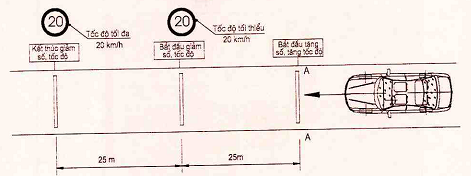 20
Tốc độ tối đa
20 km/h
Kết thúc giảm
số, tốc độ
20
Tốc độ tối thiểu
20 km/h
Bắt đầu giảm
số, tốc độ
Bắt đầu tăng
số, tăng tốc độ
A
A
25 m
25m